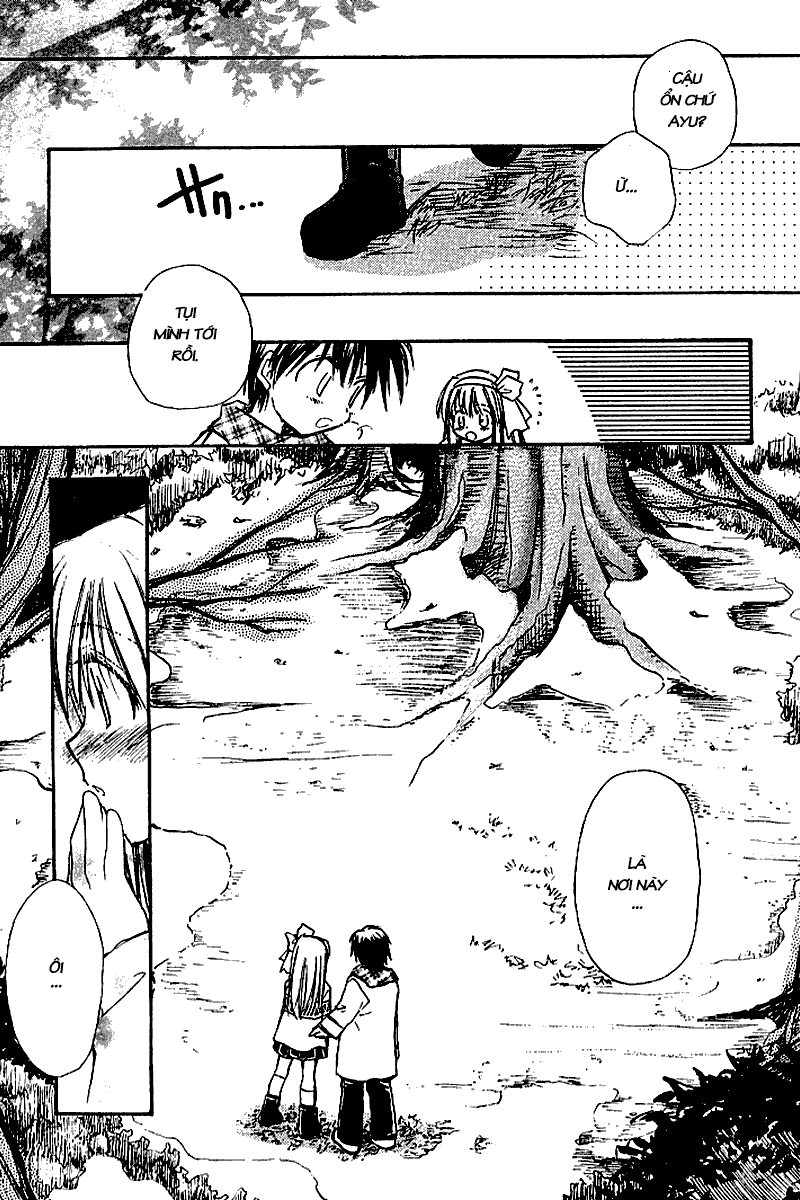 CẬU
ỔN CHỨ
AYU?
Ừ...
Hn...
TỤI
MÌNH TỚI
RỒI.
LÀ
NƠI NÀY
...
ÔI
...